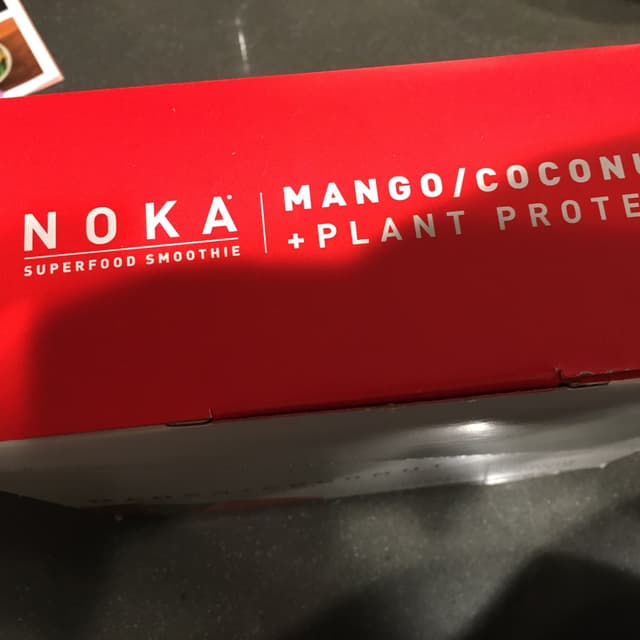 NOKA
SUPERFOOD SMOOTHIE
MANGO/COCONU
+PLANT PROTE